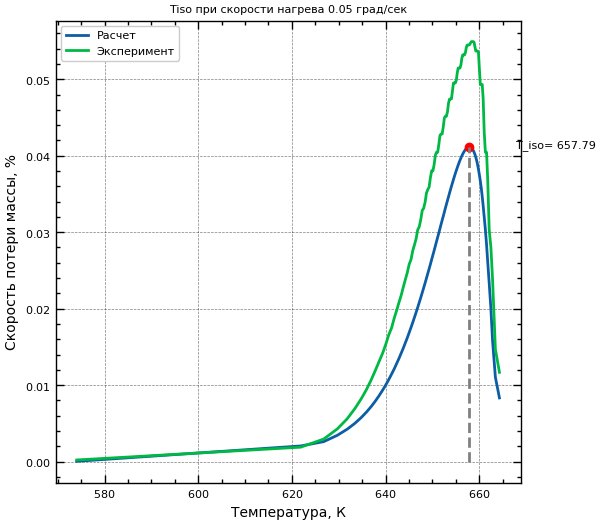 Tiso при скорости нагрева 0.05 град/сек
Расчет
Эксперимент
0.05
T_iso= 657.79
0.04
Скорость потери массы, %
0.03
0.02
0.01
0.00
580 600 620 640 660
Температура, К